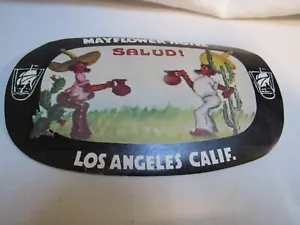 MAYFLOWER HOTEL
SALUD!
LOS ANGELES CALIF.